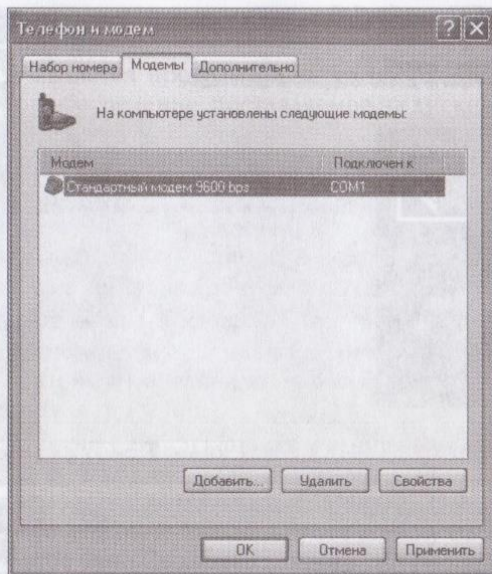 Телефон и модем
Набор номера Модемы Дополнительно
На компьютере установлены следующие модемы:
Модем Подключен к
Стандартный модем 9600 bps COM1
Добавить... Удалить Свойства
OK Отмена Применить